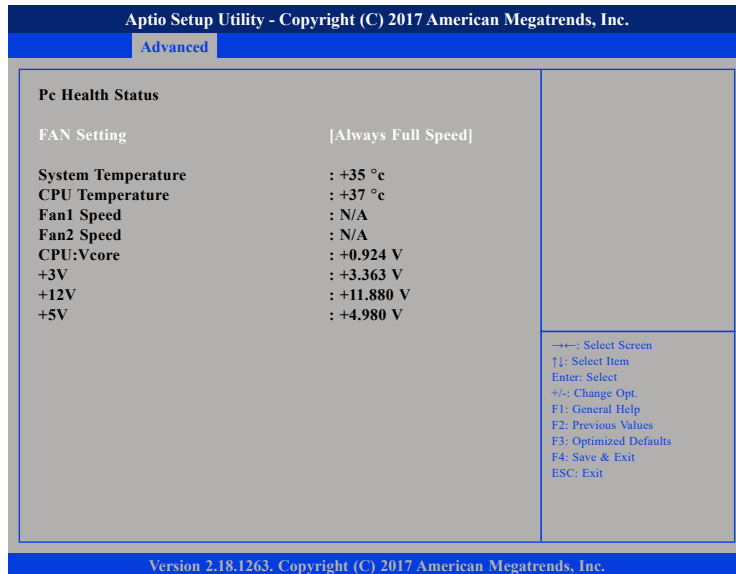 Aptio Setup Utility - Copyright (C) 2017 American Megatrends, Inc.
Advanced
Pc Health Status
FAN Setting [Always Full Speed]
System Temperature : +35 °c
CPU Temperature : +37 °c
Fan1 Speed : N/A
Fan2 Speed : N/A
CPU:Vcore : +0.924 V
+3V : +3.363 V
+12V : +11.880 V
+5V : +4.980 V
→←: Select Screen
↑↓: Select Item
Enter: Select
+/-: Change Opt.
F1: General Help
F2: Previous Values
F3: Optimized Defaults
F4: Save & Exit
ESC: Exit
Version 2.18.1263. Copyright (C) 2017 American Megatrends, Inc.